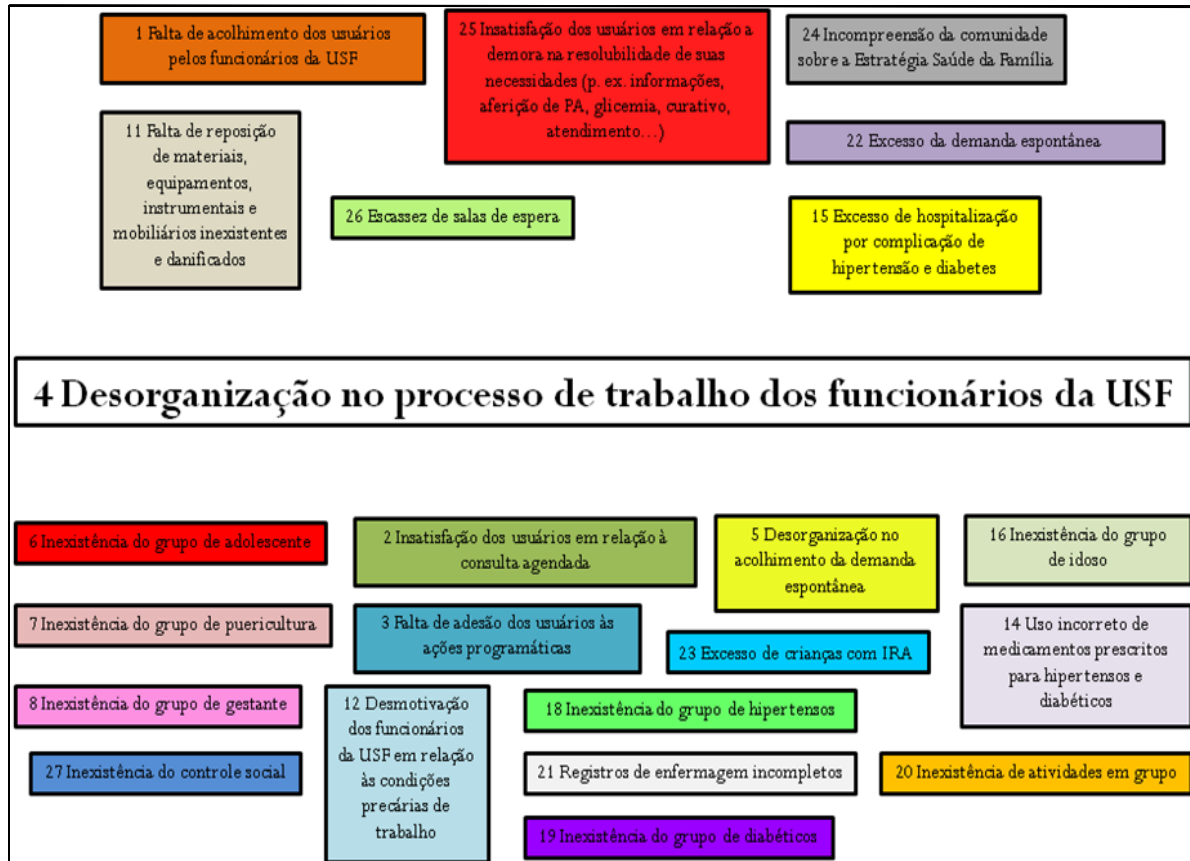 1 Falta de acolhimento dos usuários
pelos funcionários da USF
25 Insatisfação dos usuários em relação a
demora na resolubilidade de suas
necessidades (p. ex. informações,
aferição de PA, glicemia, curativo,
atendimento…)
24 Incompreensão da comunidade
sobre a Estratégia Saúde da Família
11 Falta de reposição
de materiais,
equipamentos,
instrumentais e
mobiliários inexistentes
e danificados
22 Excesso da demanda espontânea
26 Escassez de salas de espera
15 Excesso de hospitalização
por complicação de
hipertensão e diabetes
4 Desorganização no processo de trabalho dos funcionários da USF
6 Inexistência do grupo de adolescente
2 Insatisfação dos usuários em relação à
consulta agendada
5 Desorganização no
acolhimento da demanda
espontânea
16 Inexistência do grupo
de idoso
7 Inexistência do grupo de puericultura
3 Falta de adesão dos usuários às
ações programáticas
23 Excesso de crianças com IRA
14 Uso incorreto de
medicamentos prescritos
para hipertensos e
diabéticos
8 Inexistência do grupo de gestante
12 Desmotivação
dos funcionários
da USF em relação
às condições
precárias de
trabalho
18 Inexistência do grupo de hipertensos
27 Inexistência do controle social
21 Registros de enfermagem incompletos
20 Inexistência de atividades em grupo
19 Inexistência do grupo de diabéticos